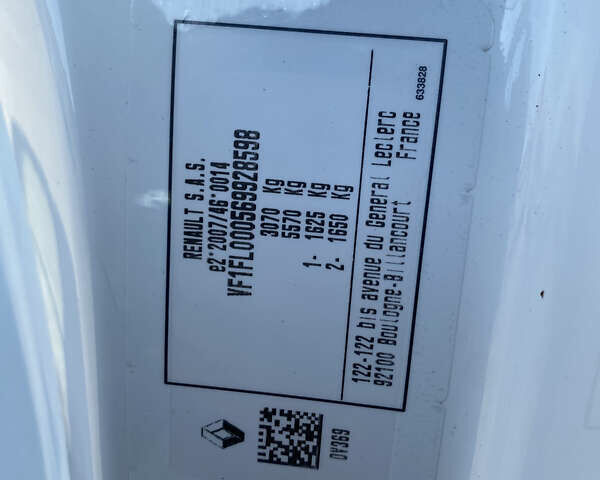 RENAULT S.A.S.
e2*2007/46*0014
VF1FL000569928598
3070 Kg
5570 Kg
1- 1625 Kg
2- 1650 Kg
122-122 bis avenue du General Leclerc
92100 Boulogne-Billancourt France
633828
DV369